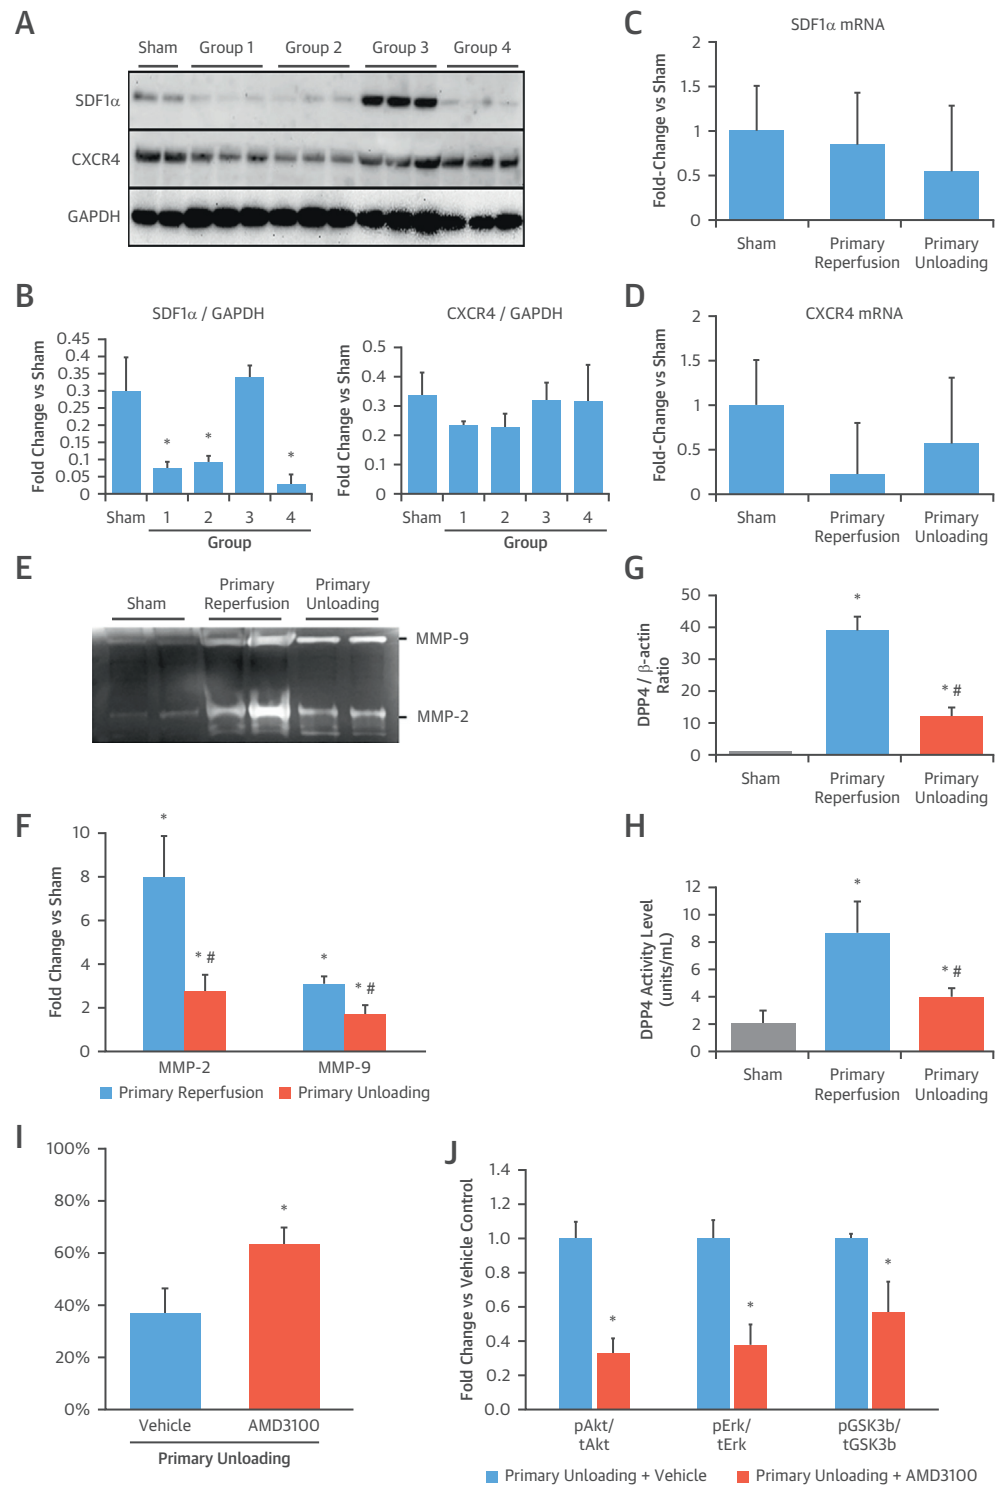 A
Sham Group 1 Group 2 Group 3 Group 4
SDF1α
CXCR4
GAPDH
B
SDF1α / GAPDH
Fold Change vs Sham
0.45
0.4
0.35
0.3
0.25
0.2
0.15
0.1
0.05
0
* * *
Sham 1 2 3 4
Group
CXCR4 / GAPDH
Fold Change vs Sham
0.5
0.4
0.3
0.2
0.1
0
Sham 1 2 3 4
Group
C
SDF1α mRNA
Fold-Change vs Sham
2
1.5
1
0.5
0
Sham Primary Primary
Reperfusion Unloading
D
CXCR4 mRNA
Fold-Change vs Sham
2
1.5
1
0.5
0
Sham Primary Primary
Reperfusion Unloading
E
Sham Primary Primary
Reperfusion Unloading
MMP-9
MMP-2
F
Fold Change vs Sham
10
8
6
4
2
0
*
* #
*
* #
MMP-2 MMP-9
Primary Reperfusion Primary Unloading
G
DPP4 / β-actin
Ratio
50
40
30
20
10
0
*
* #
Sham Primary Primary
Reperfusion Unloading
H
DPP4 Activity Level
(units/mL)
12
10
8
6
4
2
0
*
* #
Sham Primary Primary
Reperfusion Unloading
I
100%
80%
60%
40%
20%
0%
*
Vehicle AMD3100
Primary Unloading
J
Fold Change vs Vehicle Control
1.4
1.2
1.0
0.8
0.6
0.4
0.2
0.0
* * *
pAkt/ pErk/ pGSK3b/
tAkt tErk tGSK3b
Primary Unloading + Vehicle Primary Unloading + AMD3100